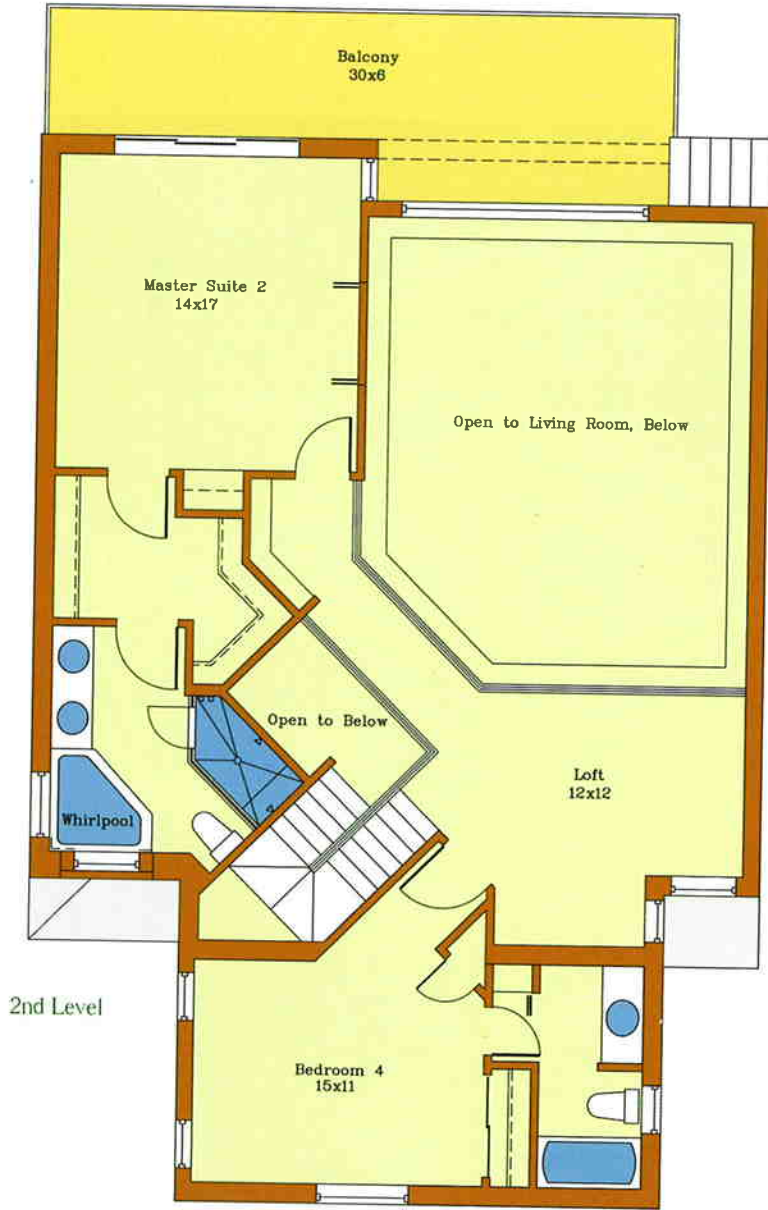 Balcony
30x6
Master Suite 2
14x17
Open to Living Room, Below
Open to Below
Loft
12x12
Whirlpool
2nd Level
Bedroom 4
15x11